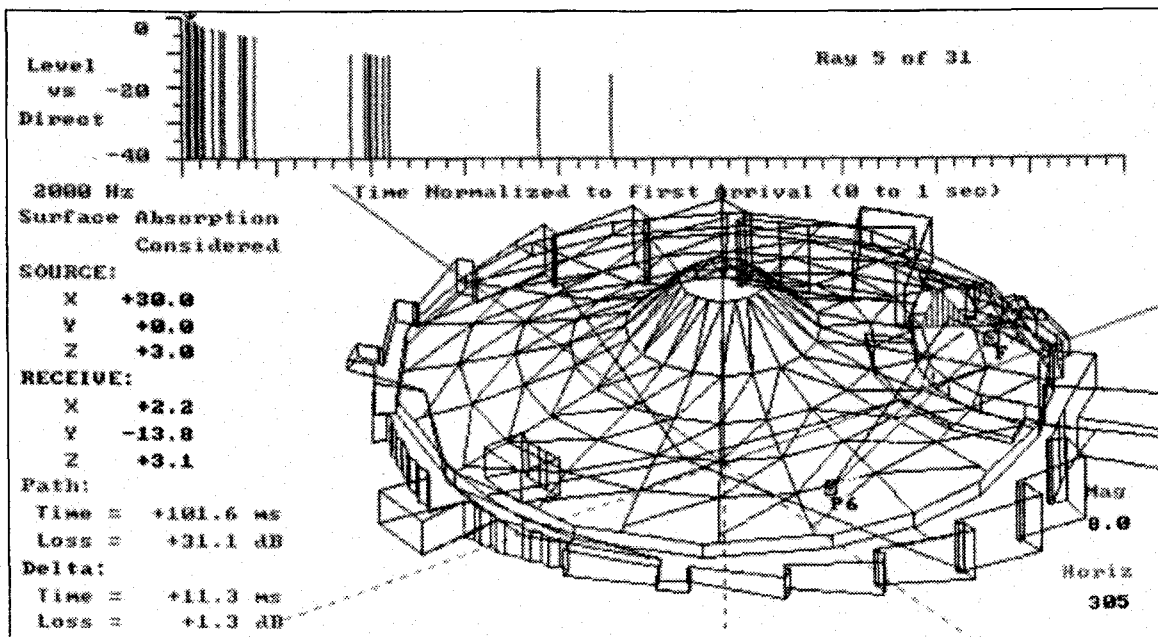 0
Level
vs -20
Direct
-40
Ray 5 of 31
2000 Hz
Time Normalized to First Arrival (0 to 1 sec)
Surface Absorption
Considered
SOURCE:
X +30.0
Y +0.0
Z +3.0
RECEIVE:
X +2.2
Y -13.8
Z +3.1
Path:
Time = +101.6 ms
Loss = +31.1 dB
Delta:
Time = +11.3 ms
Loss = +1.3 dB
F
P6
Mag
0.0
Horiz
305